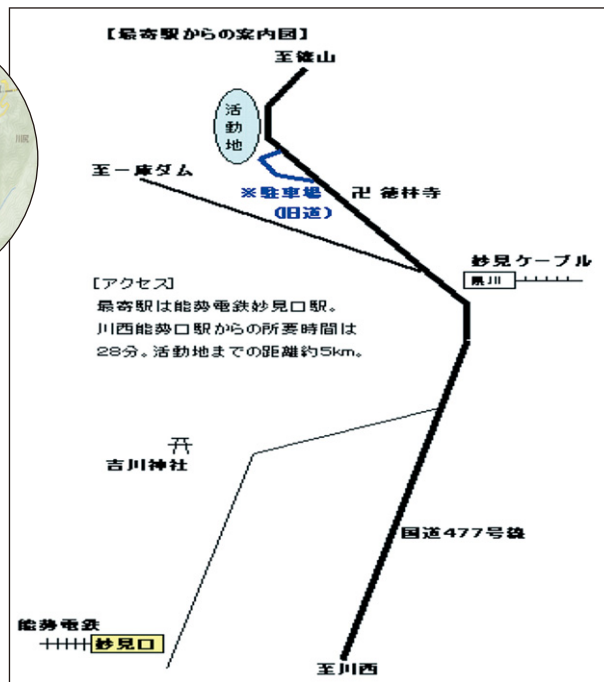 【最寄駅からの案内図】
至篠山
活動地
至一庫ダム
※駐車場
(旧道)
卍 徳林寺
妙見ケーブル
黒川
[アクセス]
最寄駅は能勢電鉄妙見口駅。
川西能勢口駅からの所要時間は
28分。活動地までの距離約5km。
吉川神社
国道477号線
能勢電鉄
妙見口
至川西